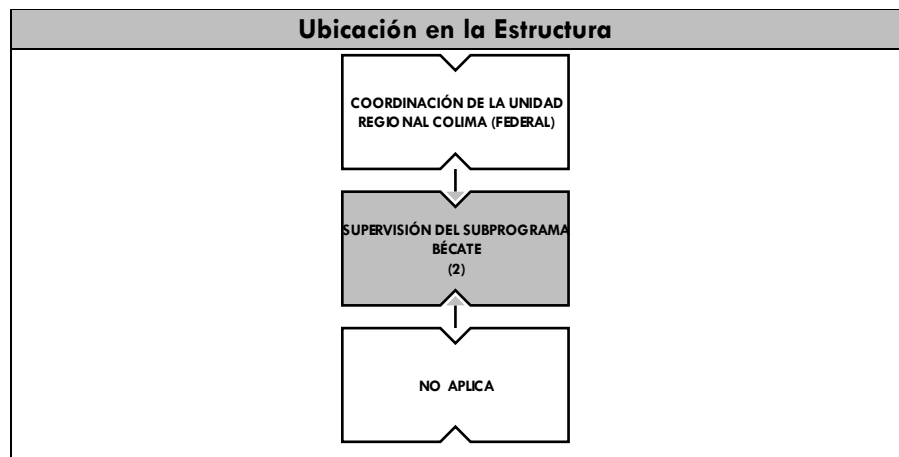 Ubicación en la Estructura
COORDINACIÓN DE LA UNIDAD
REGIONAL COLIMA (FEDERAL)
SUPERVISIÓN DEL SUBPROGRAMA
BÉCATE
(2)
NO APLICA